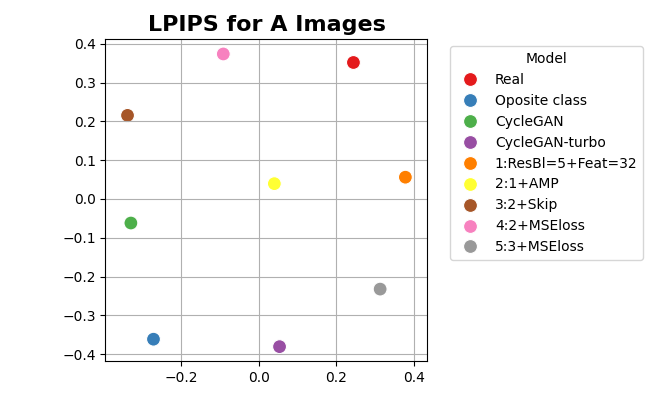 LPIPS for A Images
0.4
0.3
0.2
0.1
0.0
−0.1
−0.2
−0.3
−0.4
−0.2
0.0
0.2
0.4
Model
Real
Oposite class
CycleGAN
CycleGAN-turbo
1:ResBl=5+Feat=32
2:1+AMP
3:2+Skip
4:2+MSEloss
5:3+MSEloss